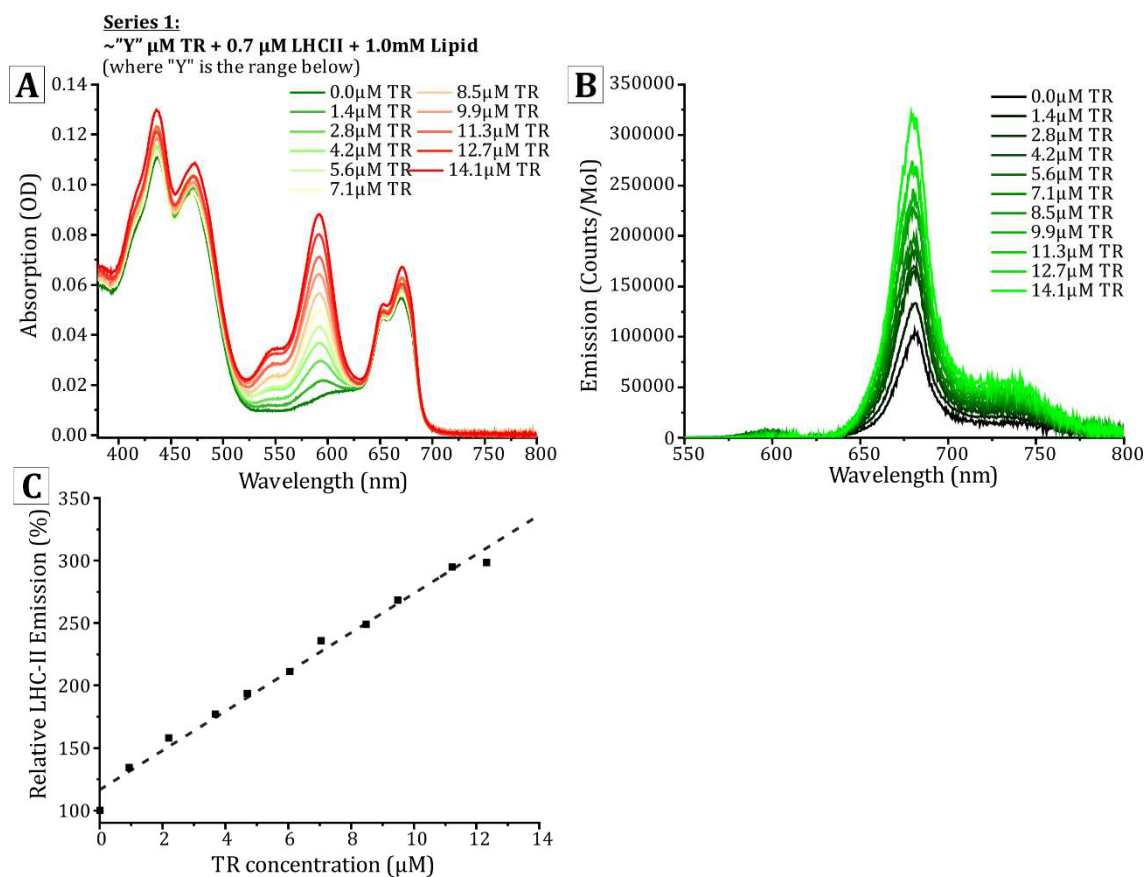 Series 1:
~"Y" µM TR + 0.7 µM LHCII + 1.0mM Lipid
(where "Y" is the range below)
A
0.14
0.12
0.10
0.08
0.06
0.04
0.02
0.00
Absorption (OD)
0.0µM TR
1.4µM TR
2.8µM TR
4.2µM TR
5.6µM TR
7.1µM TR
8.5µM TR
9.9µM TR
11.3µM TR
12.7µM TR
14.1µM TR
400 450 500 550 600 650 700 750 800
Wavelength (nm)
B
350000
300000
250000
200000
150000
100000
50000
0
Emission (Counts/Mol)
0.0µM TR
1.4µM TR
2.8µM TR
4.2µM TR
5.6µM TR
7.1µM TR
8.5µM TR
9.9µM TR
11.3µM TR
12.7µM TR
14.1µM TR
550 600 650 700 750 800
Wavelength (nm)
C
350
300
250
200
150
100
Relative LHC-II Emission (%)
0 2 4 6 8 10 12 14
TR concentration (µM)